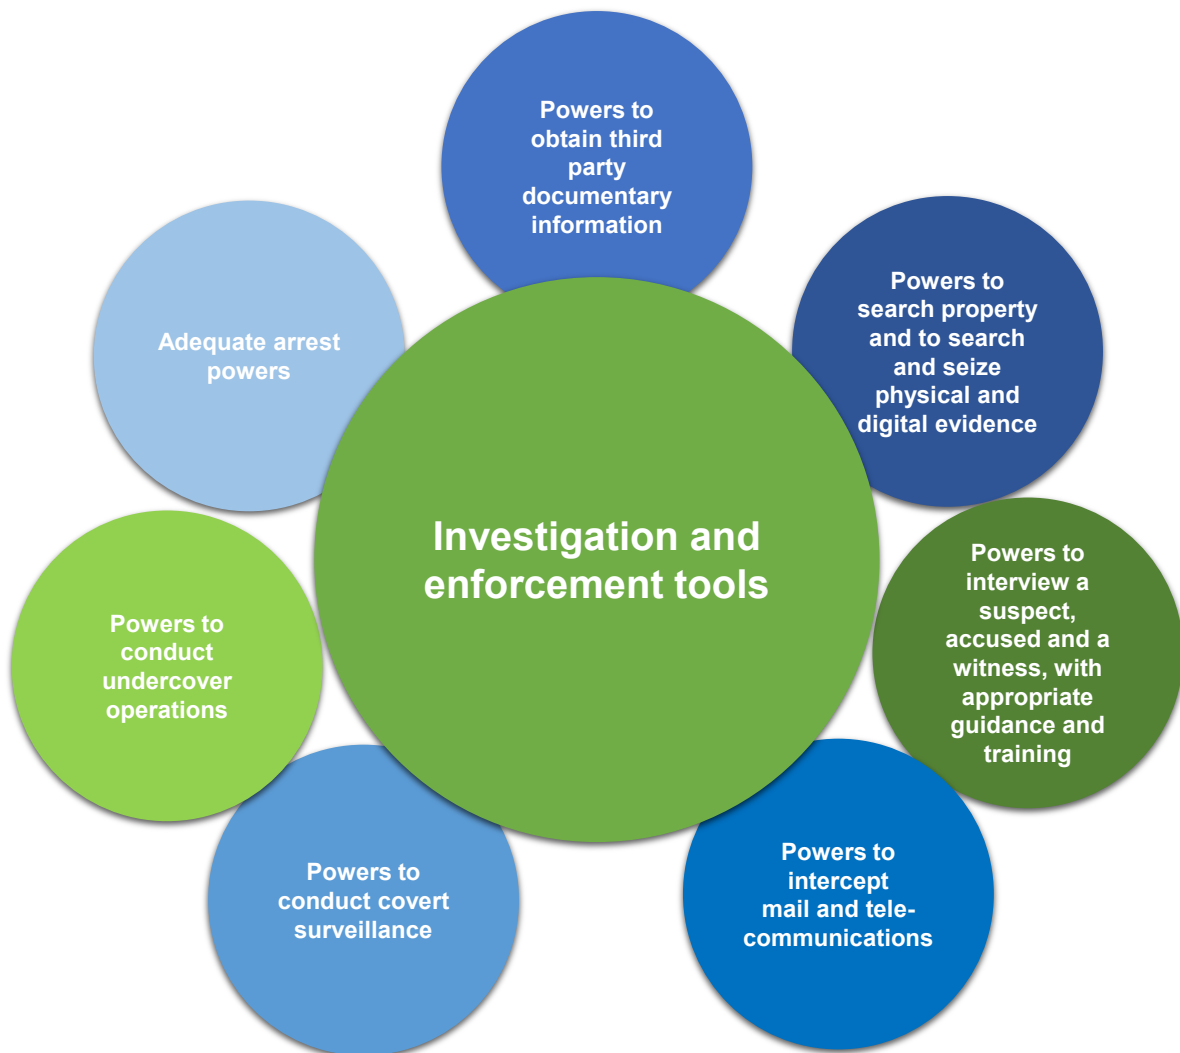 Powers to
obtain third
party
documentary
information
Powers to
search property
and to search
and seize
physical and
digital evidence
Powers to
interview a
suspect,
accused and a
witness, with
appropriate
guidance and
training
Powers to
intercept
mail and tele-
communications
Powers to
conduct covert
surveillance
Powers to
conduct
undercover
operations
Adequate arrest
powers
Investigation and
enforcement tools